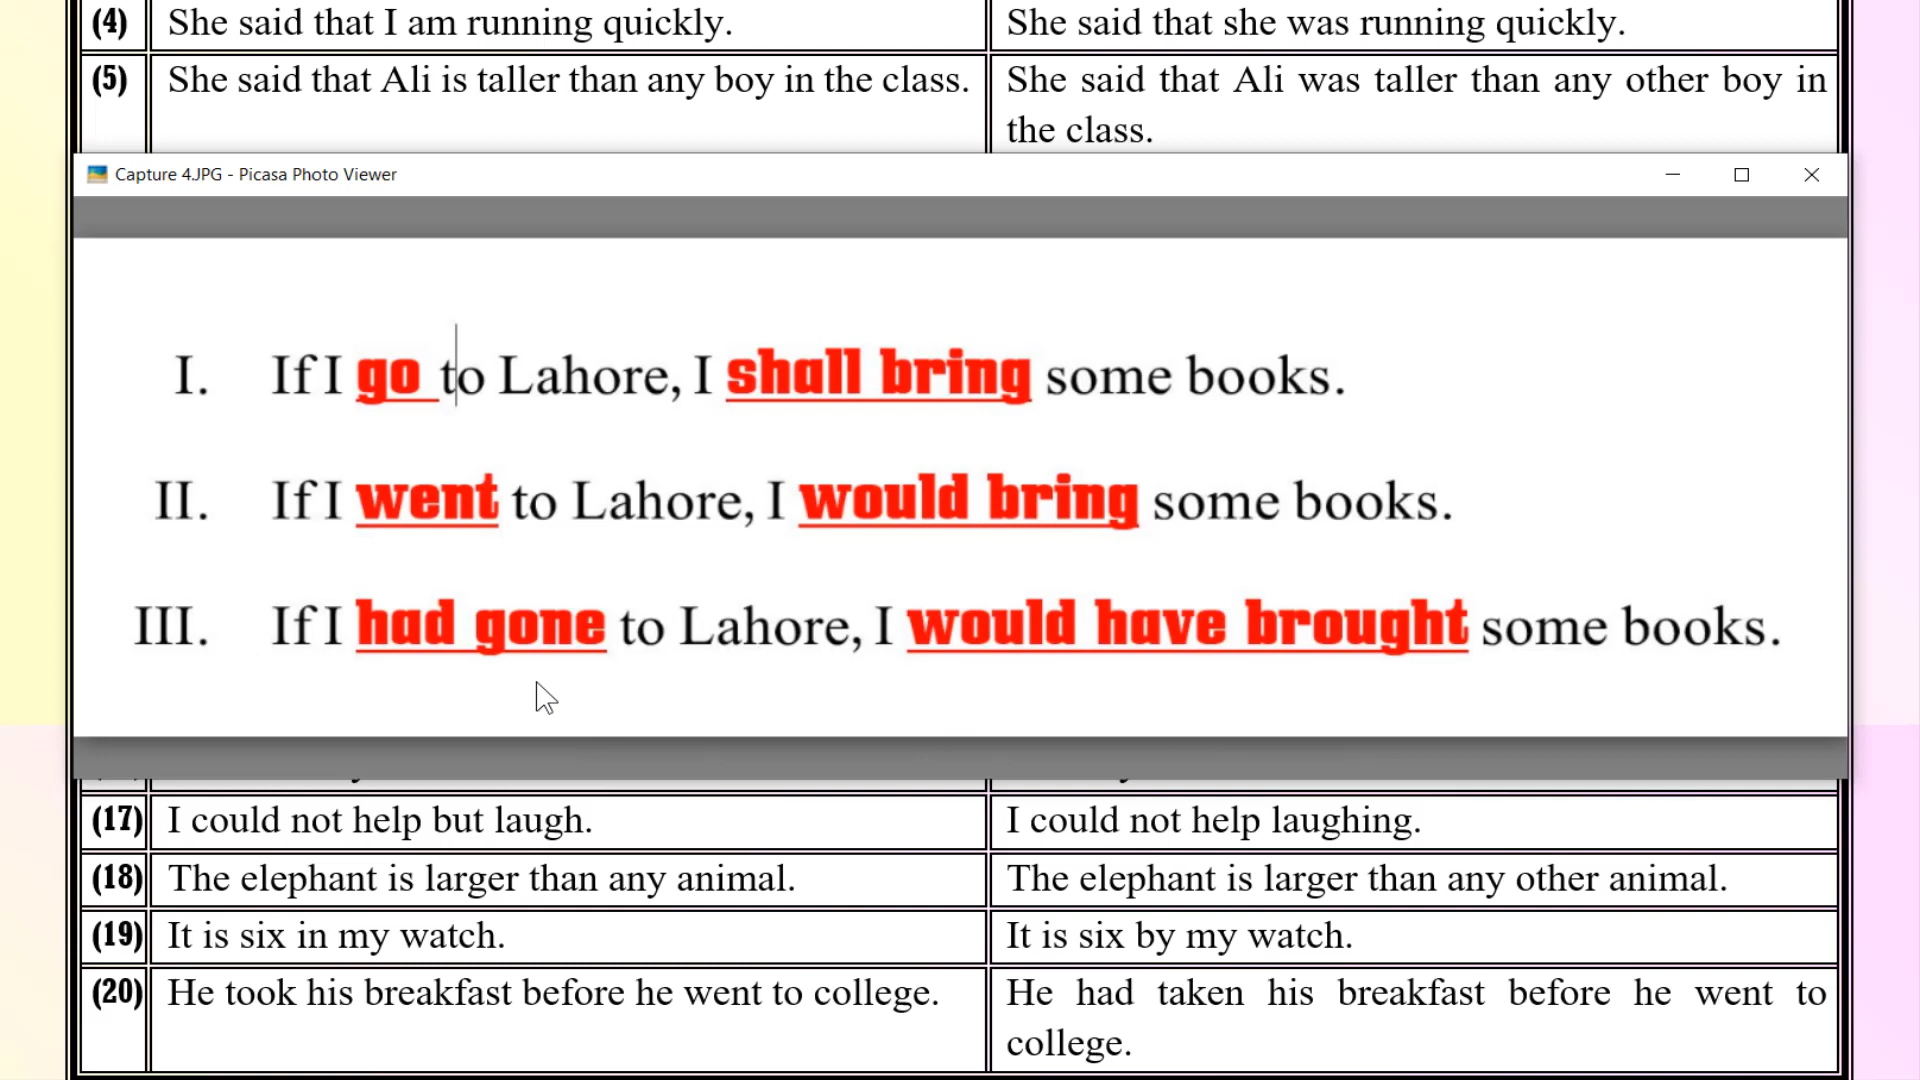 (4) She said that I am running quickly. She said that she was running quickly.
(5) She said that Ali is taller than any boy in the class. She said that Ali was taller than any other boy in
the class.
Capture 4.JPG - Picasa Photo Viewer
I. If I go to Lahore, I shall bring some books.
II. If I went to Lahore, I would bring some books.
III. If I had gone to Lahore, I would have brought some books.
(17) I could not help but laugh. I could not help laughing.
(18) The elephant is larger than any animal. The elephant is larger than any other animal.
(19) It is six in my watch. It is six by my watch.
(20) He took his breakfast before he went to college. He had taken his breakfast before he went to
college.